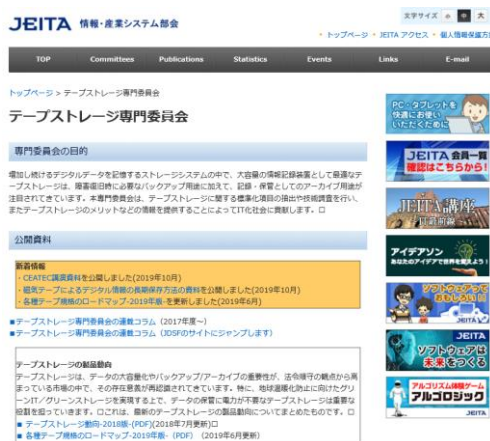 JEITA 情報・産業システム部会
文字サイズ 小 中 大
・トップページ ・JEITA アクセス ・個人情報保護方
TOP Committees Publications Statistics Events Links E-mail
トップページ > テープストレージ専門委員会
テープストレージ専門委員会
専門委員会の目的
増加し続けるデジタルデータを記憶するストレージシステムの中で、大容量の情報記録装置として最適なテ
ープストレージは、障害復旧時に必要なバックアップ用途に加えて、記録・保管としてのアーカイブ用途が
注目されてきています。本専門委員会は、テープストレージに関する標準化項目の抽出や技術調査を行い、
またテープストレージのメリットなどの情報を提供することによってIT化社会に貢献します。□
公開資料
新着情報
・CEATEC講演資料を公開しました(2019年10月)
・磁気テープによるデジタル情報の長期保存方法の資料を公開しました(2019年10月)
・各種テープ規格のロードマップ-2019年版-を更新しました(2019年6月)
■テープストレージ専門委員会の連載コラム (2017年度~)
■テープストレージ専門委員会の連載コラム (JDSFのサイトにジャンプします)
テープストレージの製品動向
テープストレージは、データの大容量化やバックアップ/アーカイブの重要性が、法令順守の観点から高
まっている市場の中で、その存在意義が再認識されてきています。特に、地球温暖化防止に向けたグリ
ーンIT／グリーンストレージを実現する上で、データの保管に電力が不要なテープストレージは重要な
役割を担っていきます。□これは、最新のテープストレージの製品動向についてまとめたものです。□
■ テープストレージ動向-2018版-(PDF)(2018年7月更新)□
■ 各種テープ規格のロードマップ-2019年版- (PDF) (2019年6月更新)
PC・タブレットを
快適にお使い
いただくために
JEITA会員一覧
確認はこちらから!
JEITA講座
IT最前線
アイデアソン
あなたのアイデアで世界を変えよう!
ソフトウェアって
おもしろい!!
JEITA
JEITA
ソフトウェアは
未来をつくる
アルゴリズム体験ゲーム
アルゴロジック
JEITA